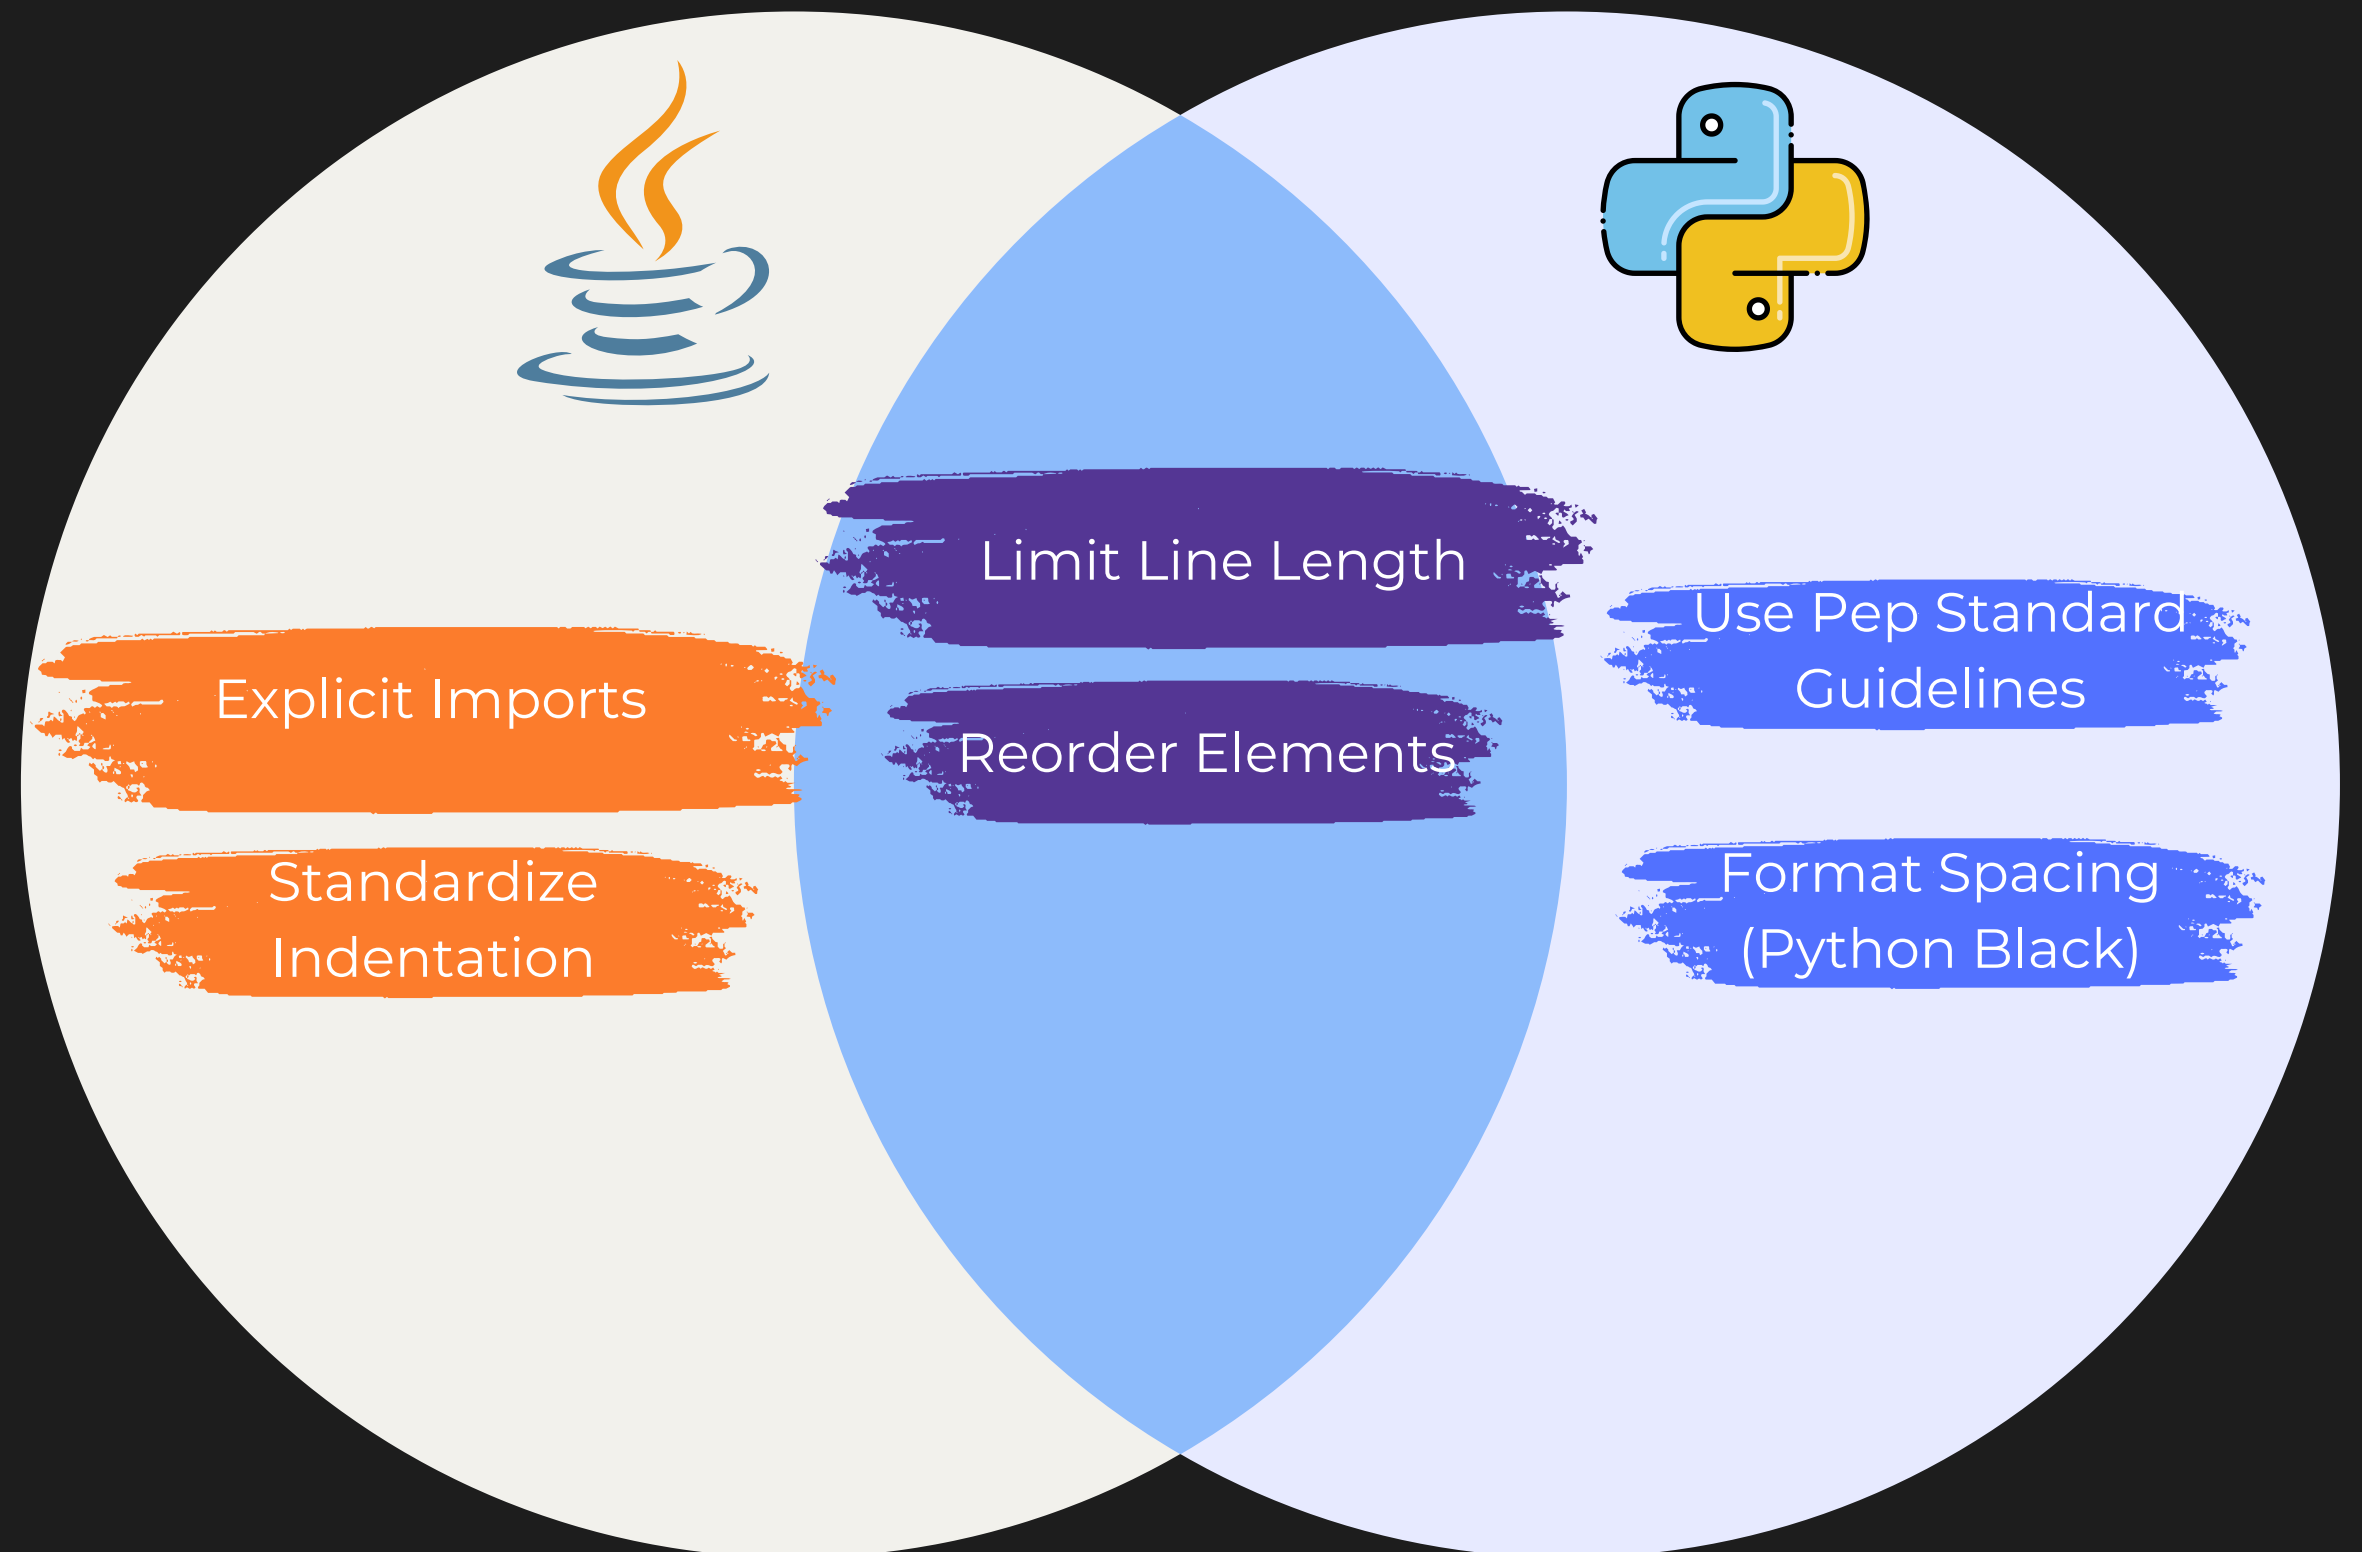 Limit Line Length
Reorder Elements
Explicit Imports
Standardize
Indentation
Use Pep Standard
Guidelines
Format Spacing
(Python Black)